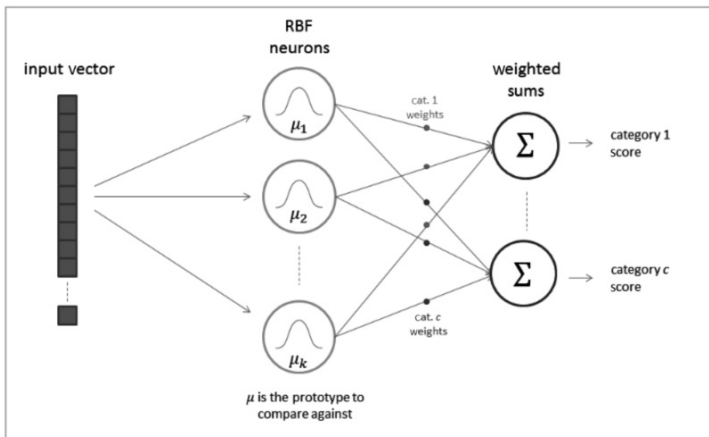 RBF
neurons
input vector
weighted
sums
μ₁
cat. 1
weights
Σ
category 1
score
μ₂
Σ
category c
score
cat. c
weights
μₖ
μ is the prototype to
compare against